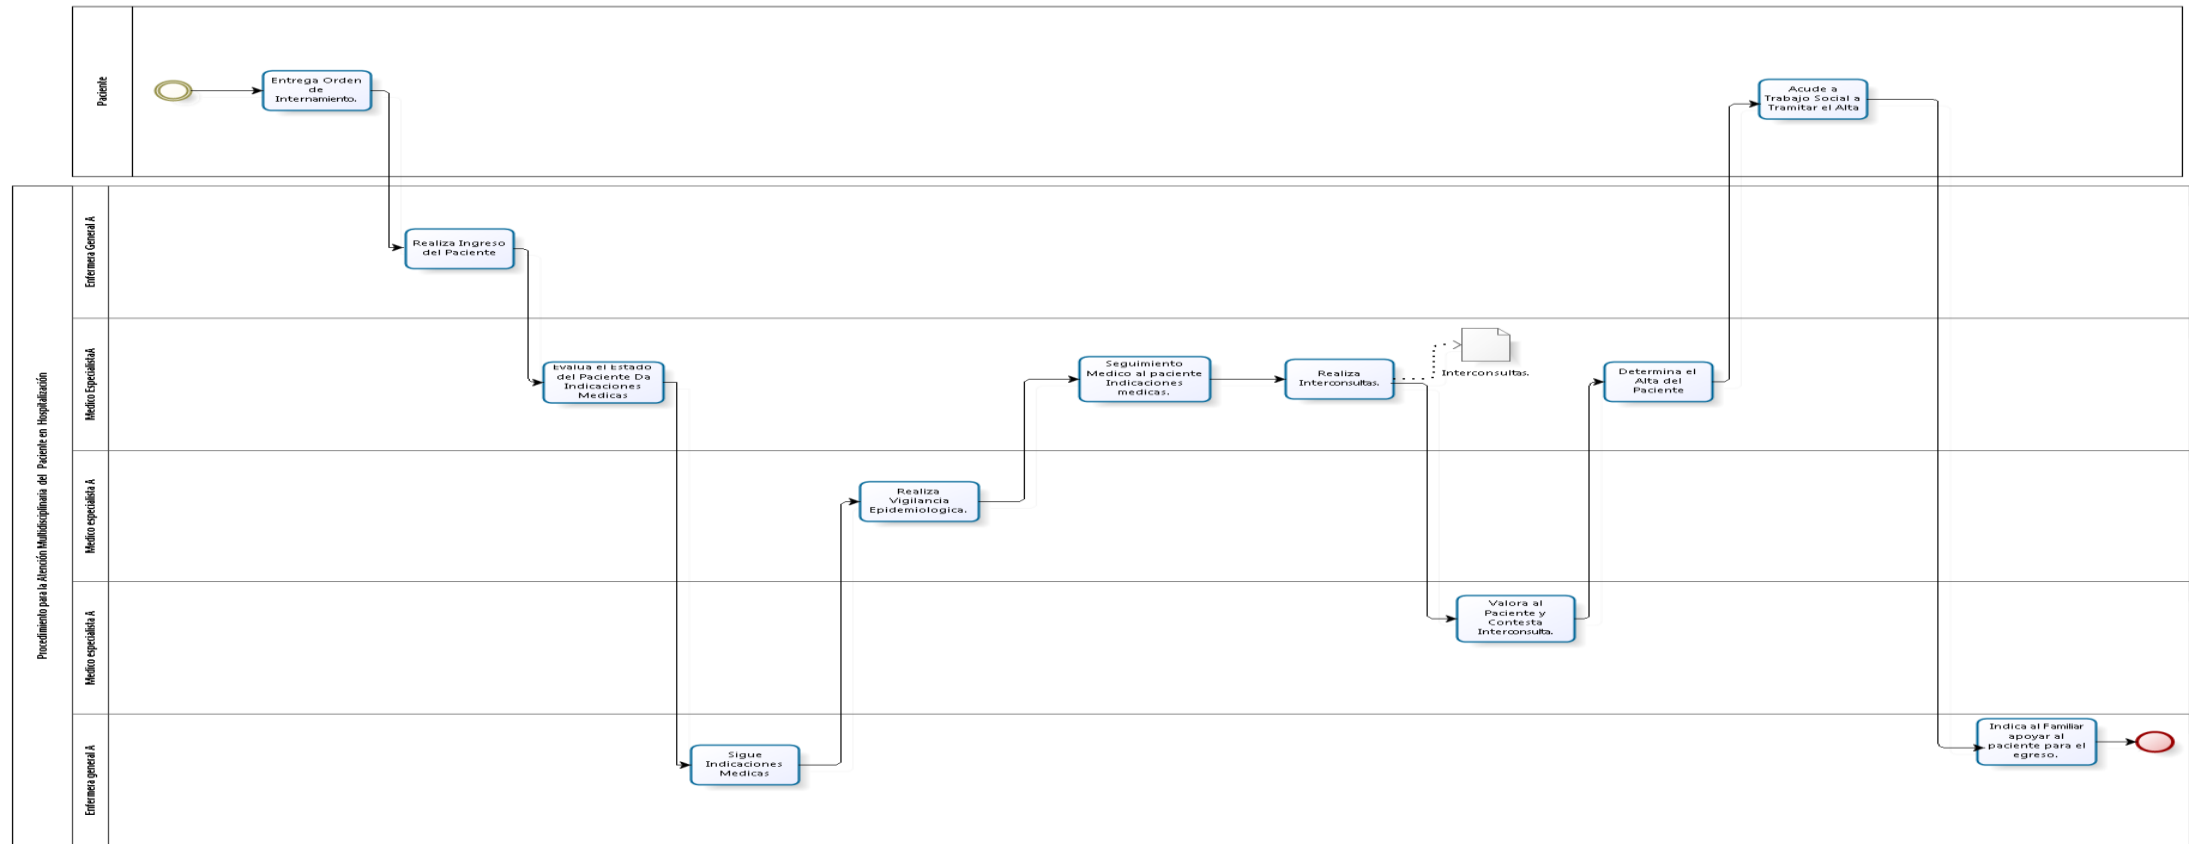 Procedimiento para la Atención Multidisciplinaria del Paciente en Hospitalización
Paciente
Entrega Orden
de
Internamiento.
Acude a
Trabajo Social a
Tramitar el Alta
Enfermera General A
Realiza Ingreso
del Paciente
Medico EspecialistaA
Evalua el Estado
del Paciente Da
Indicaciones
Medicas
Seguimiento
Medico al paciente
Indicaciones
medicas.
Realiza
Interconsultas.
Interconsultas.
Determina el
Alta del
Paciente
Medico especialista A
Realiza
Vigilancia
Epidemiologica.
Medico especialista A
Valora al
Paciente y
Contesta
Interconsulta.
Enfermera general A
Sigue
Indicaciones
Medicas
Indica al Familiar
apoyar al
paciente para el
egreso.